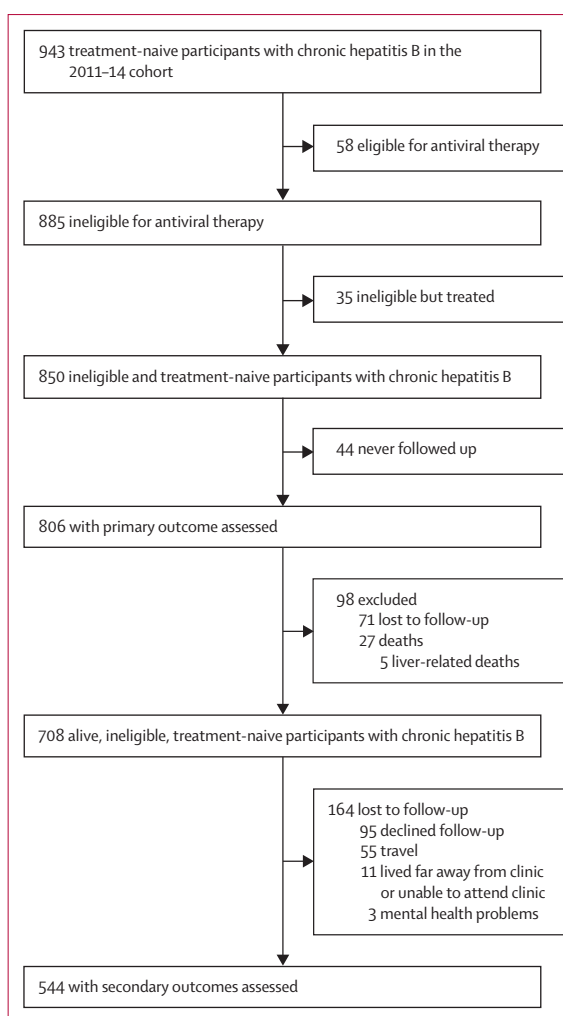 943 treatment-naive participants with chronic hepatitis B in the
2011–14 cohort
58 eligible for antiviral therapy
885 ineligible for antiviral therapy
35 ineligible but treated
850 ineligible and treatment-naive participants with chronic hepatitis B
44 never followed up
806 with primary outcome assessed
98 excluded
71 lost to follow-up
27 deaths
5 liver-related deaths
708 alive, ineligible, treatment-naive participants with chronic hepatitis B
164 lost to follow-up
95 declined follow-up
55 travel
11 lived far away from clinic
or unable to attend clinic
3 mental health problems
544 with secondary outcomes assessed